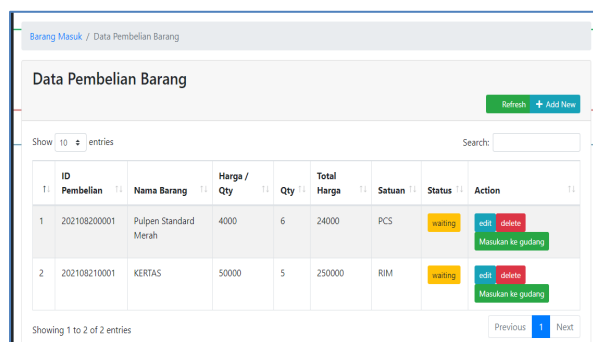 Barang Masuk / Data Pembelian Barang
Data Pembelian Barang
Refresh + Add New
Show 10 entries Search:
ID Pembelian Nama Barang Harga / Qty Qty Total Harga Satuan Status Action
1 202108200001 Pulpen Standard Merah 4000 6 24000 PCS waiting edit delete
Masukan ke gudang
2 202108210001 KERTAS 50000 5 250000 RIM waiting edit delete
Masukan ke gudang
Showing 1 to 2 of 2 entries Previous 1 Next